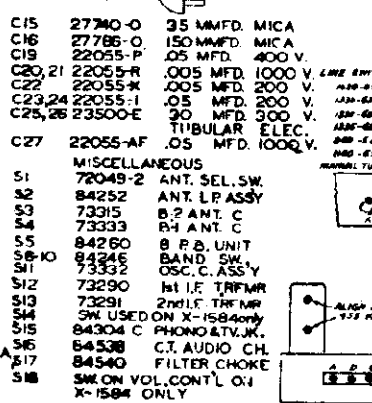 C15 27740-O 35 MMFD. MICA
C16 27786-O 150 MMFD. MICA
C19 22055-P .05 MFD. 400 V.
C20,21 22055-R .005 MFD. 1000 V.
C22 22055-X .005 MFD. 200 V.
C23,24 22055-I .05 MFD. 200 V.
C25,26 23500-E 30 MFD. 300 V.
TUBULAR ELEC.
C27 22055-AF .05 MFD. 1000 V.
MISCELLANEOUS
S1 72049-2 ANT. SEL. SW.
S2 84252 ANT. LP. ASS'Y
S3 73315 B-2 ANT. C
S4 73333 B-1 ANT. C
S5 84260 8 P.B. UNIT
S6-10 84246 BAND SW.
S11 73332 OSC. C. ASS'Y
S12 73290 1st I.F. TRFMR
S13 73291 2nd I.F. TRFMR
S14 SW. USED ON X-1584 only
S15 84304 C PHONO & TV. JK.
S16 84538 C.T. AUDIO CH.
S17 84540 FILTER CHOKE
S18 SW. ON VOL. CONT'L ON
X-1584 ONLY
LINE
ALIGN
455
A